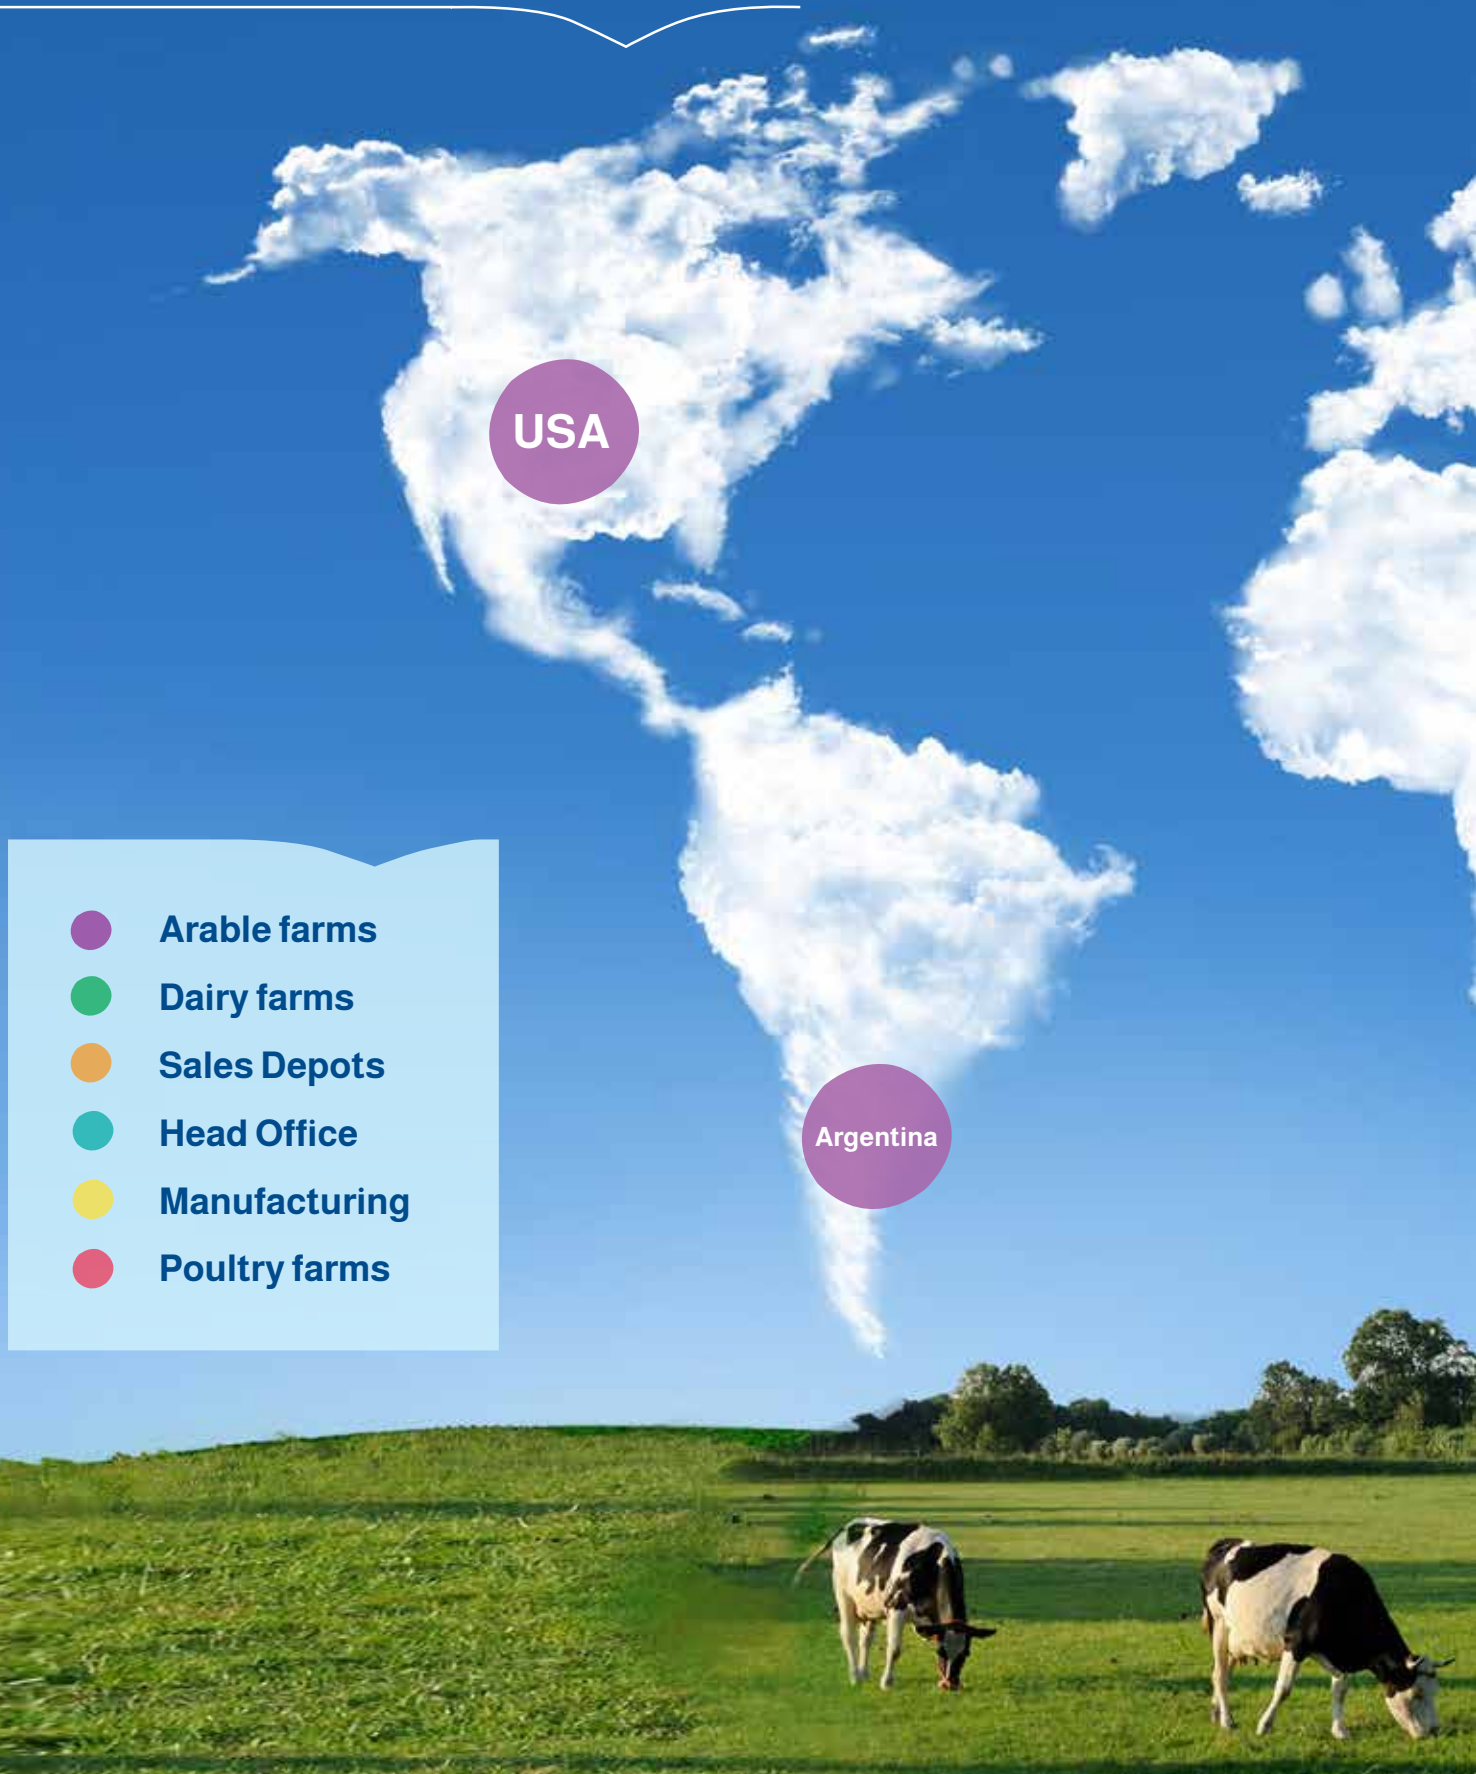 USA
Argentina
Arable farms
Dairy farms
Sales Depots
Head Office
Manufacturing
Poultry farms